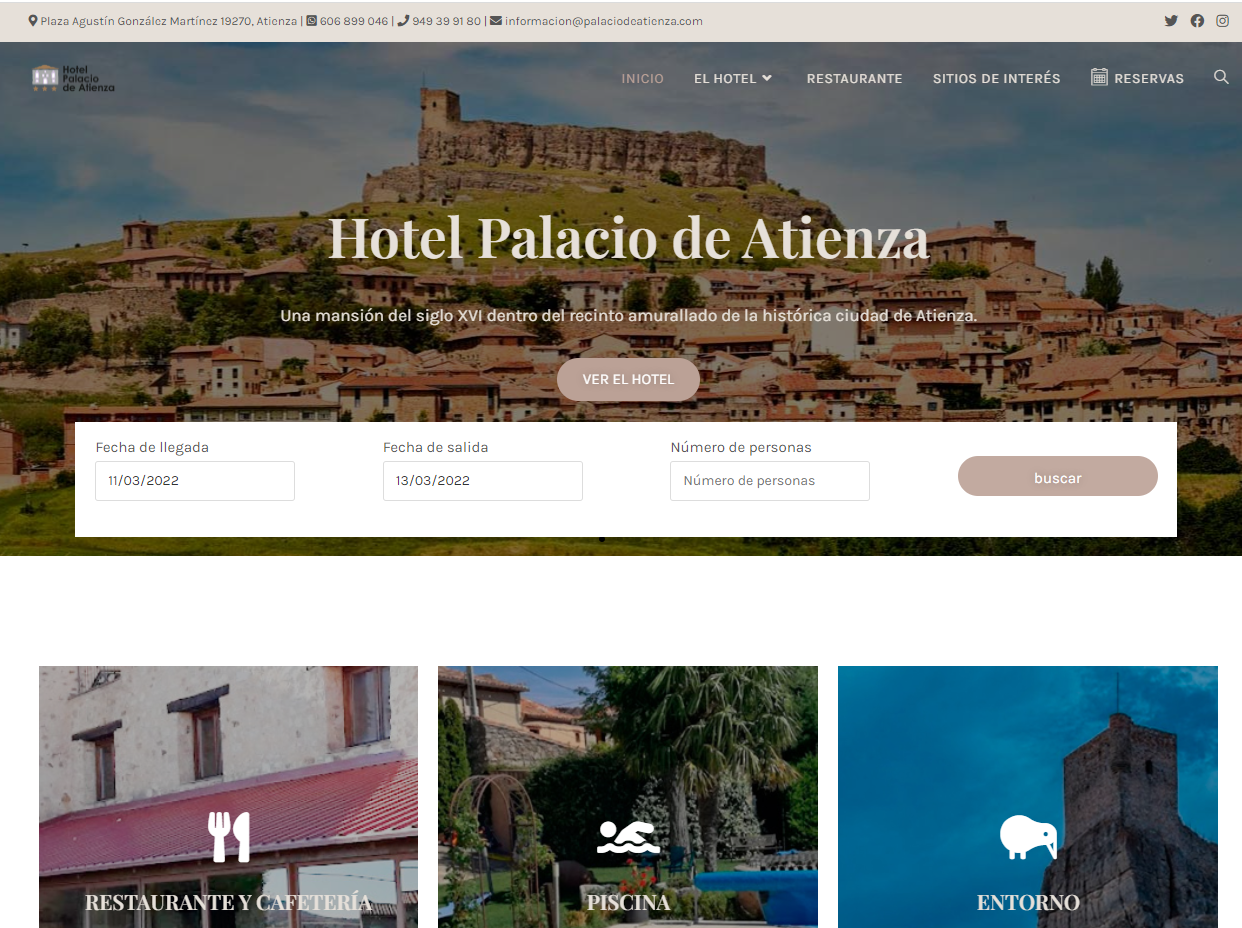 Plaza Agustín González Martínez 19270, Atienza | 606 899 046 | 949 39 91 80 | informacion@palaciodeatienza.com
Hotel
Palacio
de Atienza
INICIO EL HOTEL RESTAURANTE SITIOS DE INTERÉS RESERVAS
Hotel Palacio de Atienza
Una mansión del siglo XVI dentro del recinto amurallado de la histórica ciudad de Atienza.
VER EL HOTEL
Fecha de llegada Fecha de salida Número de personas
11/03/2022 13/03/2022 Número de personas buscar
RESTAURANTE Y CAFETERÍA PISCINA ENTORNO